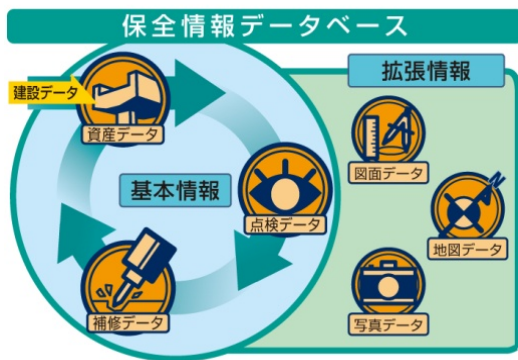 保全情報データベース
拡張情報
建設データ
資産データ
図面データ
基本情報
点検データ
地図データ
補修データ
写真データ